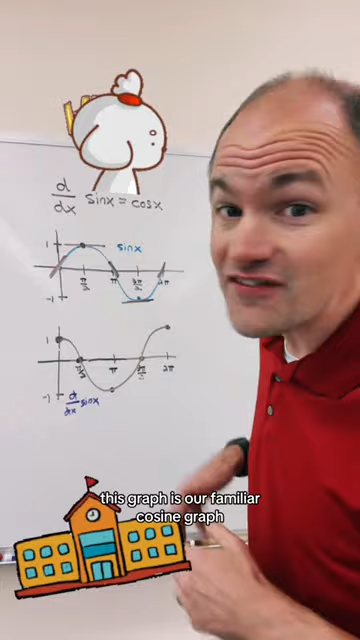 d/dx sinx = cosx
1
sinx
π/2 π 3π/2 2π
-1
1
π/2 π 3π/2 2π
-1
d/dx sinx
this graph is our familiar
cosine graph